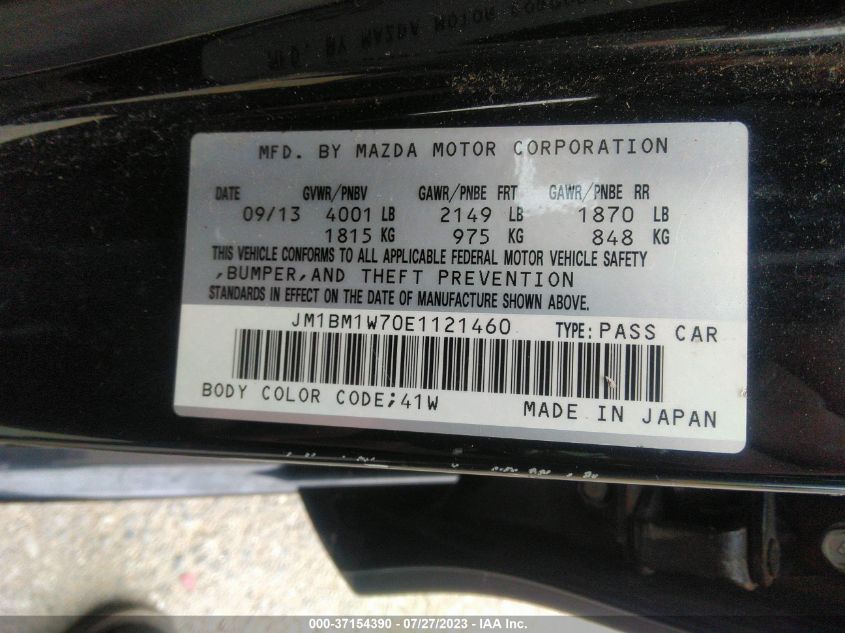 MFD. BY MAZDA MOTOR CORPORATION
DATE GVWR/PNBV GAWR/PNBE FRT GAWR/PNBE RR
09/13 4001 LB 2149 LB 1870 LB
1815 KG 975 KG 848 KG
THIS VEHICLE CONFORMS TO ALL APPLICABLE FEDERAL MOTOR VEHICLE SAFETY
,BUMPER,AND THEFT PREVENTION
STANDARDS IN EFFECT ON THE DATE OF MANUFACTURE SHOWN ABOVE.
JM1BM1W70E1121460 TYPE:PASS CAR
BODY COLOR CODE;41W MADE IN JAPAN
000-37154390 - 07/27/2023 - IAA Inc.